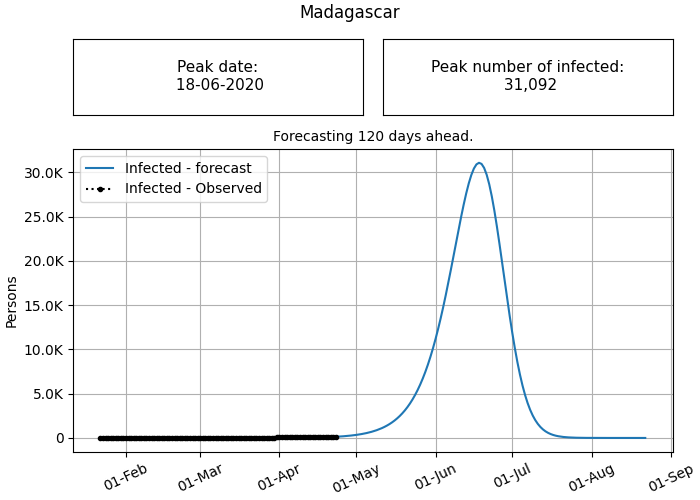 Madagascar
Peak date:
18-06-2020
Peak number of infected:
31,092
Forecasting 120 days ahead.
Infected - forecast
Infected - Observed
30.0K
25.0K
20.0K
15.0K
10.0K
5.0K
0
Persons
01-Feb
01-Mar
01-Apr
01-May
01-Jun
01-Jul
01-Aug
01-Sep